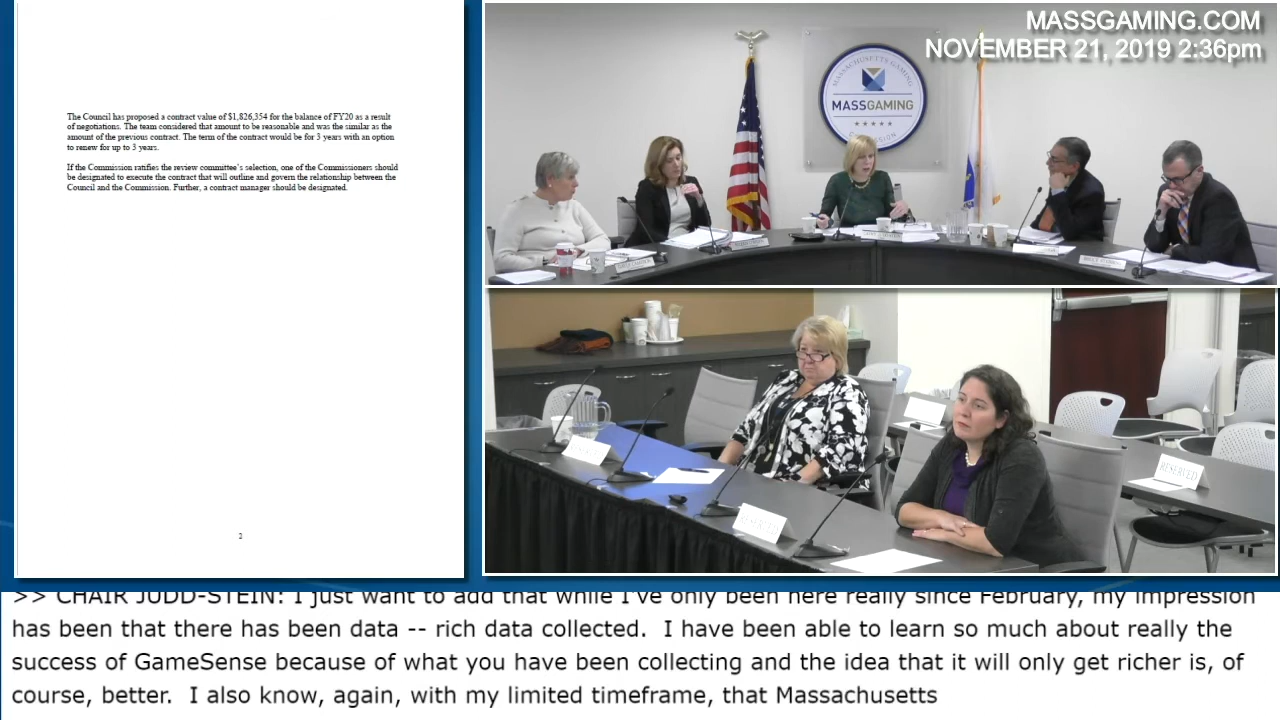 The Council has proposed a contract value of $1,826,354 for the balance of FY20 as a result
of negotiations. The team considered that amount to be reasonable and was the similar as the
amount of the previous contract. The term of the contract would be for 3 years with an option
to renew for up to 3 years.
If the Commission ratifies the review committee's selection, one of the Commissioners should
be designated to execute the contract that will outline and govern the relationship between the
Council and the Commission. Further, a contract manager should be designated.
2
MASSGAMING.COM
NOVEMBER 21, 2019 2:36pm
MASSACHUSETTS GAMING
MASSGAMING
COMMISSION
RESERVED
RESERVED
>> CHAIR JUDD-STEIN: I just want to add that while I've only been here really since February, my impression
has been that there has been data -- rich data collected. I have been able to learn so much about really the
success of GameSense because of what you have been collecting and the idea that it will only get richer is, of
course, better. I also know, again, with my limited timeframe, that Massachusetts